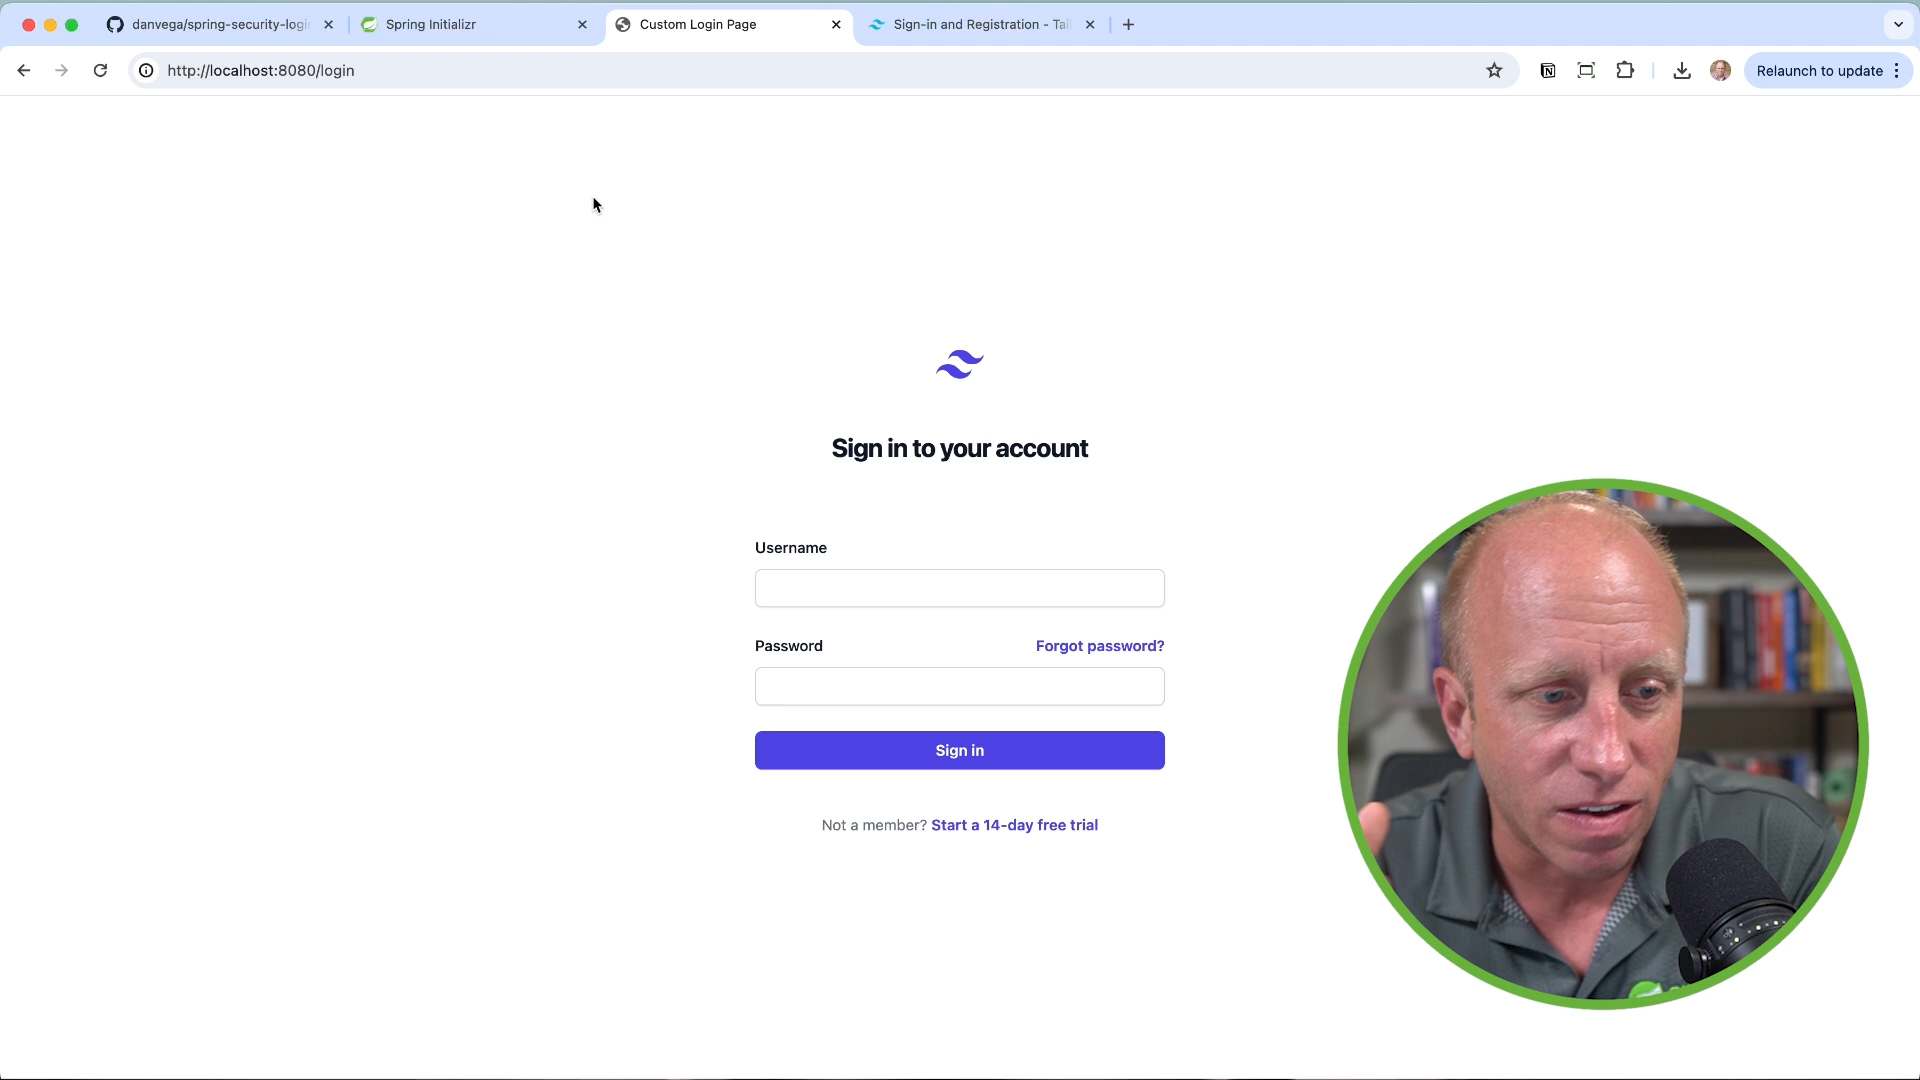 danvega/spring-security-logi
Spring Initializr
Custom Login Page
Sign-in and Registration - Tai
http://localhost:8080/login
Relaunch to update
Sign in to your account
Username
Password
Forgot password?
Sign in
Not a member? Start a 14-day free trial